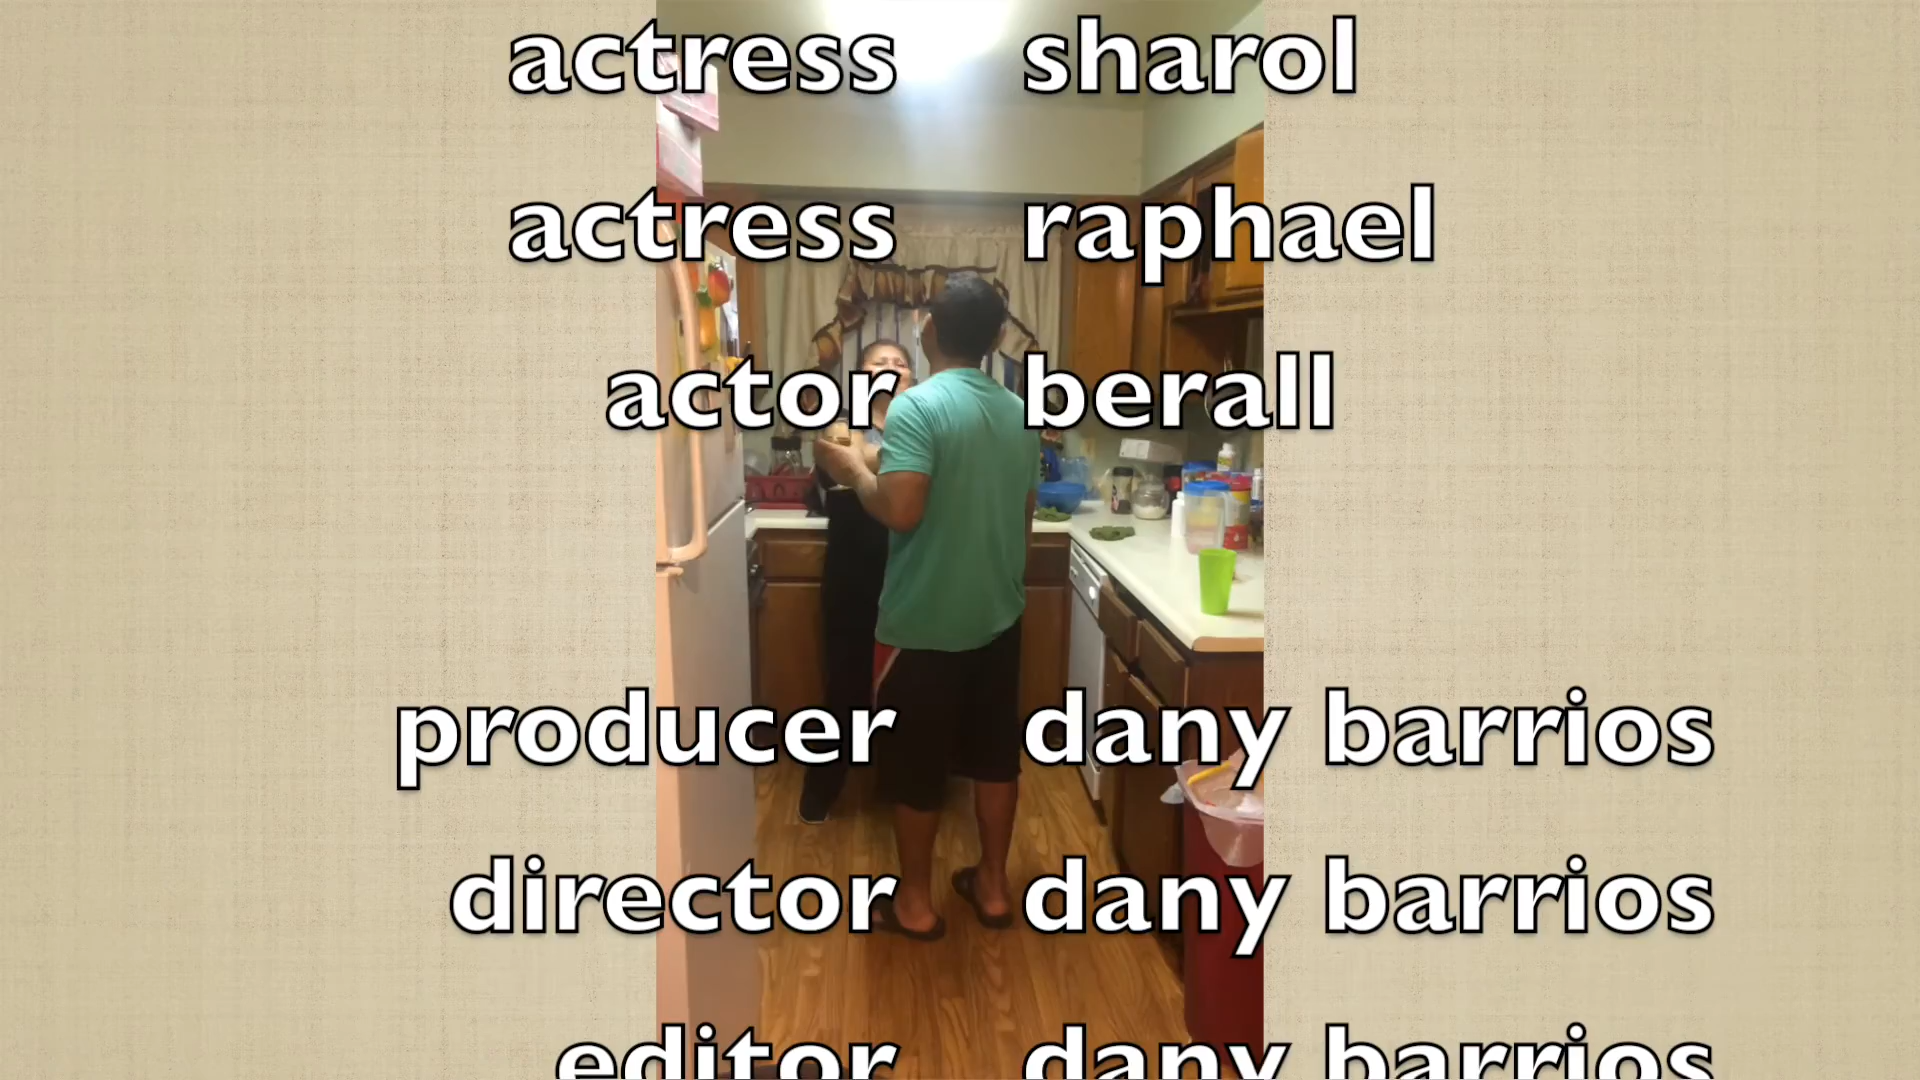 actress sharol
actress raphael
actor berall
producer dany barrios
director dany barrios
editor dany barrios